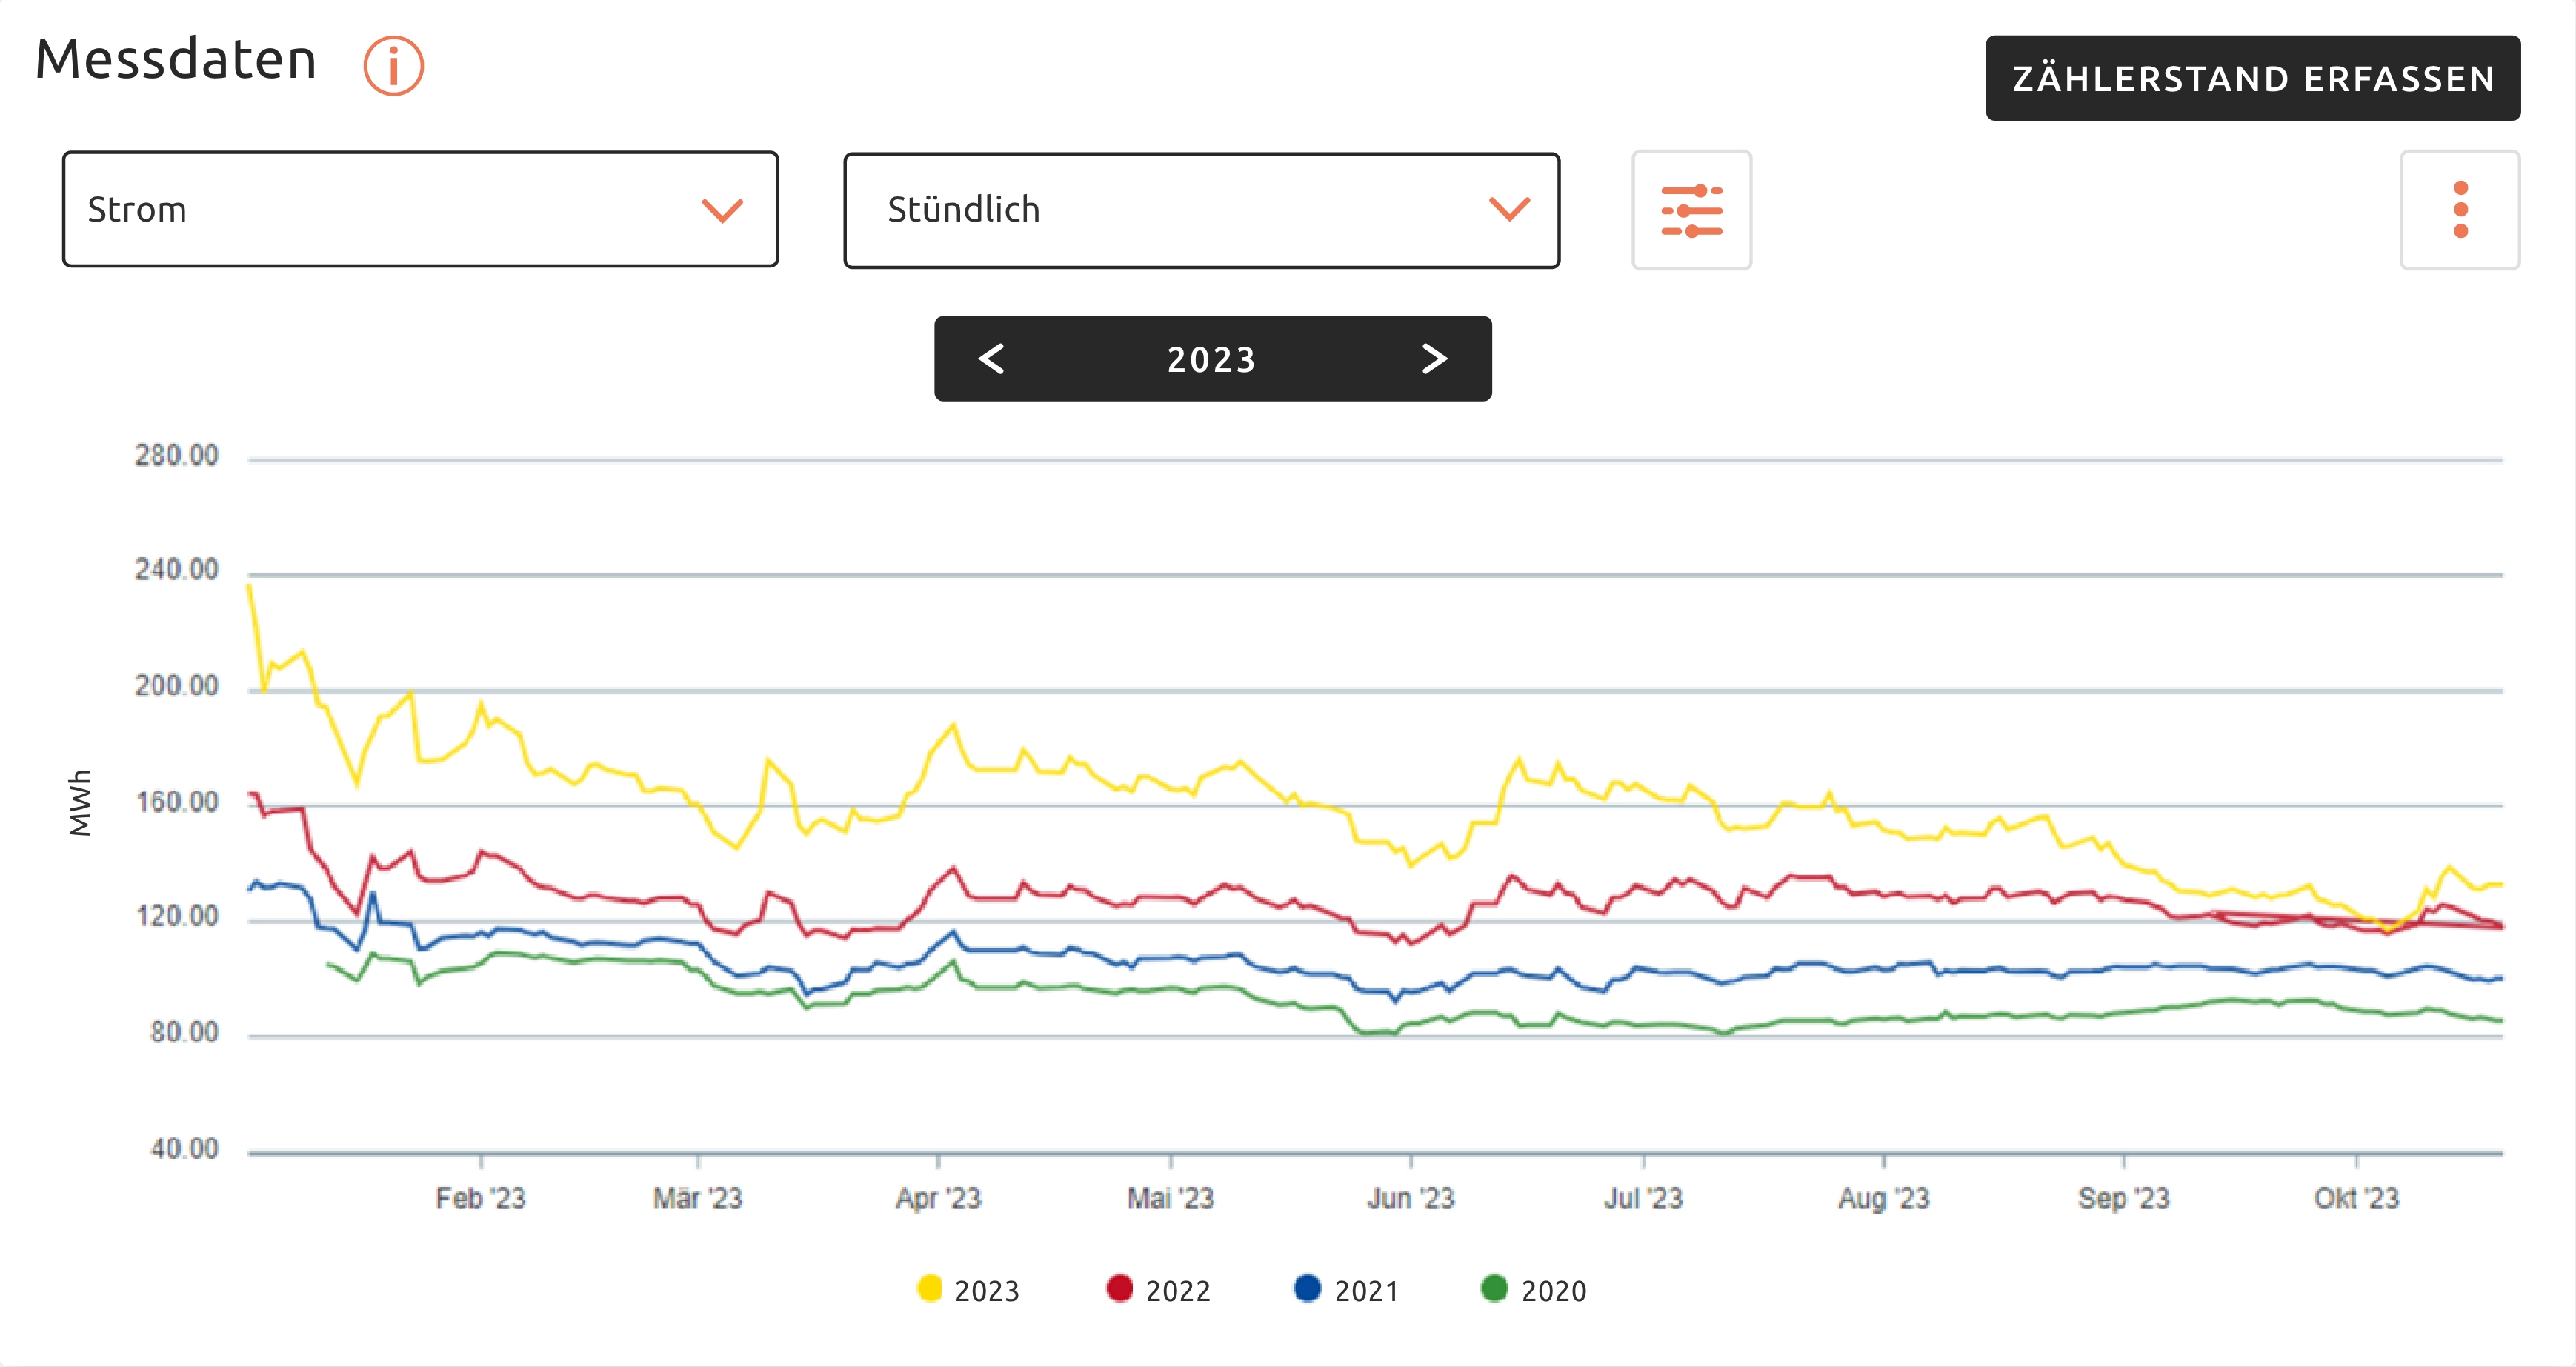 Messdaten
ZÄHLERSTAND ERFASSEN
Strom
Stündlich
2023
280.00
240.00
200.00
160.00
120.00
80.00
40.00
MWh
Feb '23 Mär '23 Apr '23 Mai '23 Jun '23 Jul '23 Aug '23 Sep '23 Okt '23
2023 2022 2021 2020